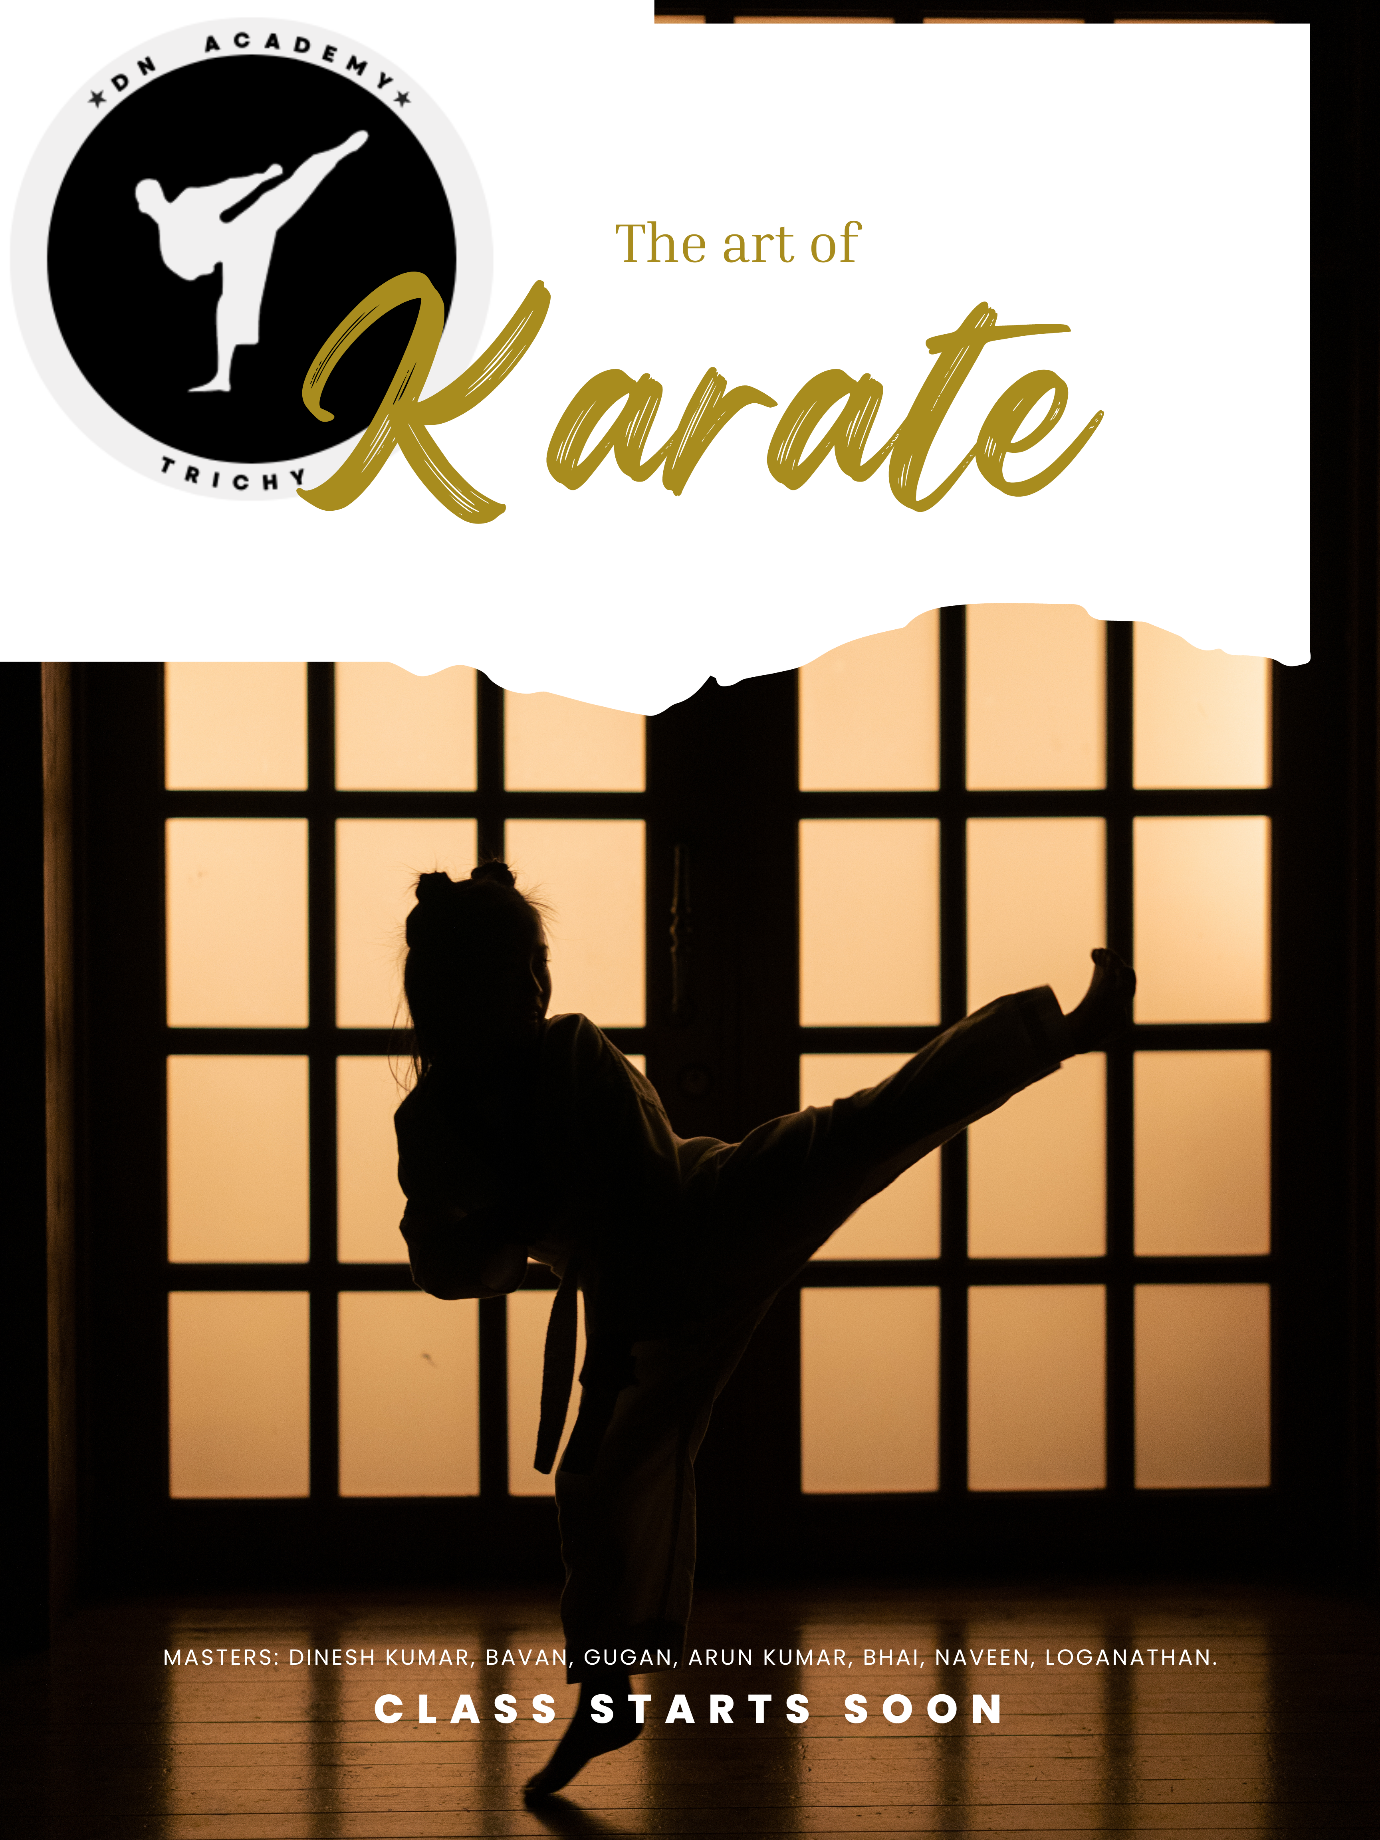 DN ACADEMY
TRICHY
The art of
Karate
MASTERS: DINESH KUMAR, BAVAN, GUGAN, ARUN KUMAR, BHAI, NAVEEN, LOGANATHAN.
CLASS STARTS SOON